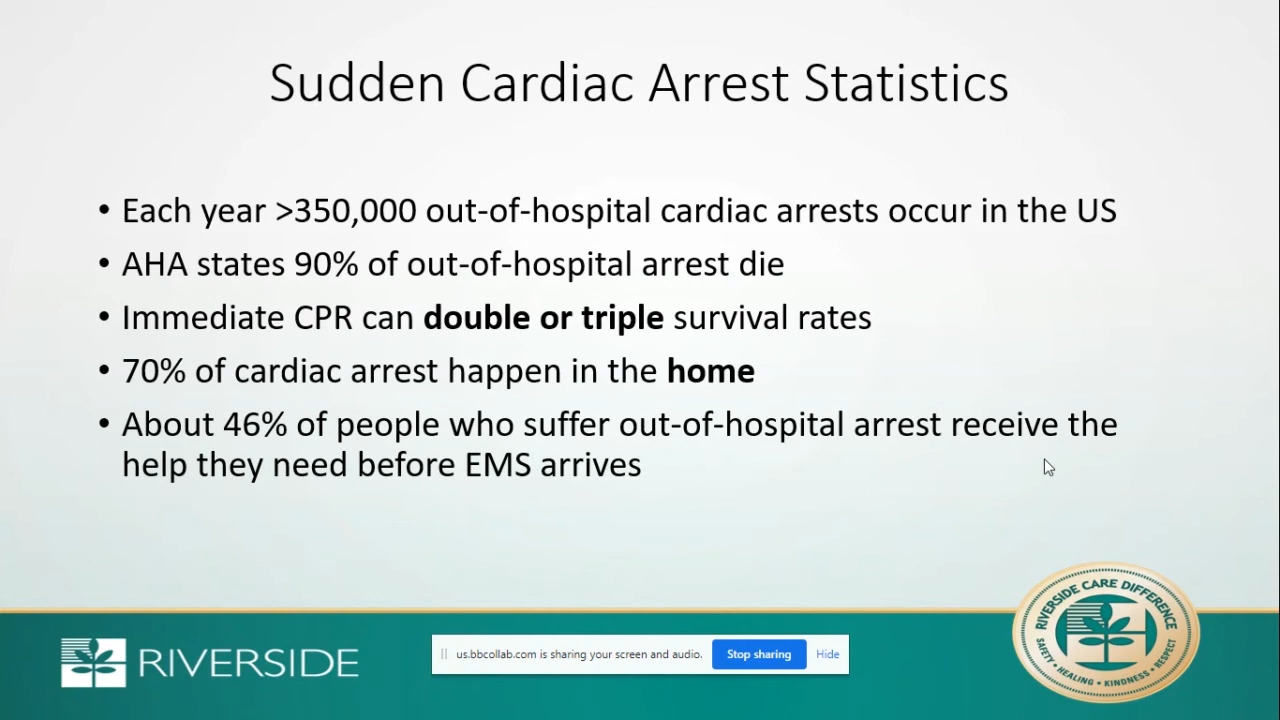 Sudden Cardiac Arrest Statistics
• Each year >350,000 out-of-hospital cardiac arrests occur in the US
• AHA states 90% of out-of-hospital arrest die
• Immediate CPR can double or triple survival rates
• 70% of cardiac arrest happen in the home
• About 46% of people who suffer out-of-hospital arrest receive the
help they need before EMS arrives
RIVERSIDE
us.bbcollab.com is sharing your screen and audio. Stop sharing Hide
RIVERSIDE CARE DIFFERENCE
SAFETY • HEALING • KINDNESS • RESPECT